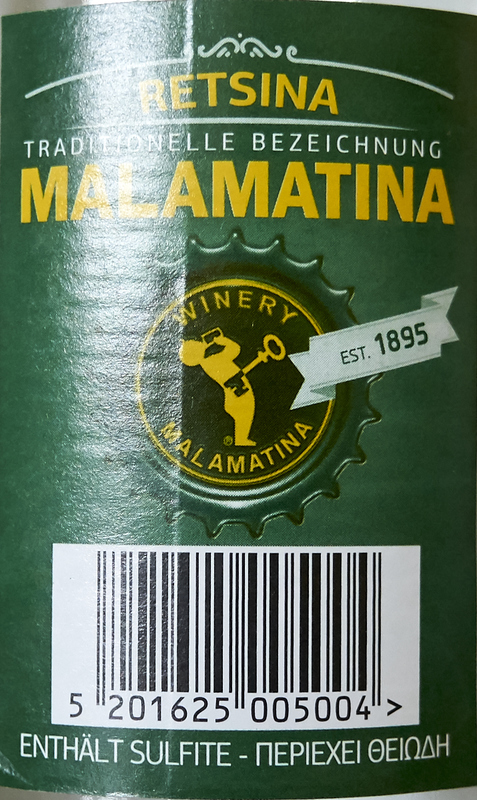 RETSINA
TRADITIONELLE BEZEICHNUNG
MALAMATINA
WINERY
EST. 1895
®
MALAMATINA
5 201625 005004 >
ENTHÄLT SULFITE - ΠΕΡΙΕΧΕΙ ΘΕΙΩΔΗ